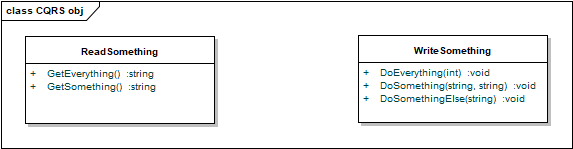 class CQRS obj
ReadSomething
+ GetEverything() :string
+ GetSomething() :string
WriteSomething
+ DoEverything(int) :void
+ DoSomething(string, string) :void
+ DoSomethingElse(string) :void